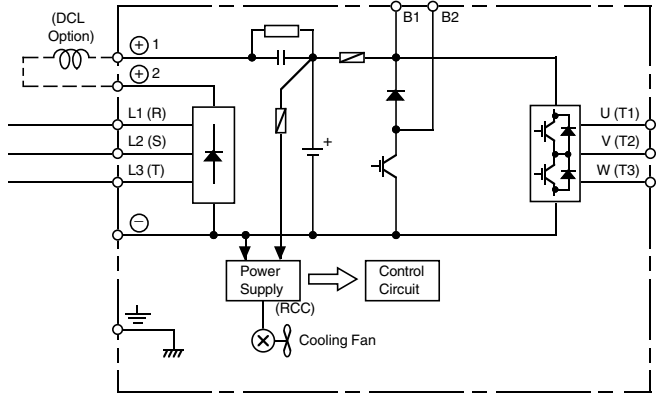 (DCL
Option)
B1 B2
⊕ 1
⊕ 2
L1 (R)
L2 (S)
L3 (T)
U (T1)
V (T2)
W (T3)
+
⊖
Power
Supply
(RCC)
Control
Circuit
Cooling Fan